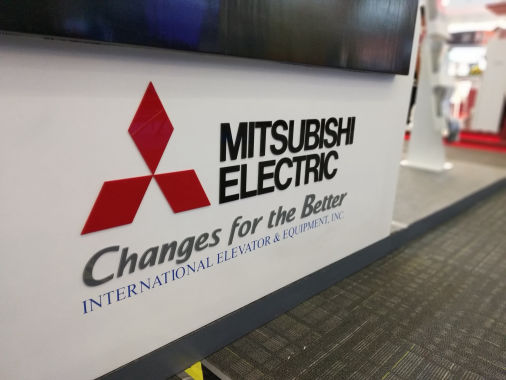 MITSUBISHI
ELECTRIC
Changes for the Better
INTERNATIONAL ELEVATOR & EQUIPMENT, INC.